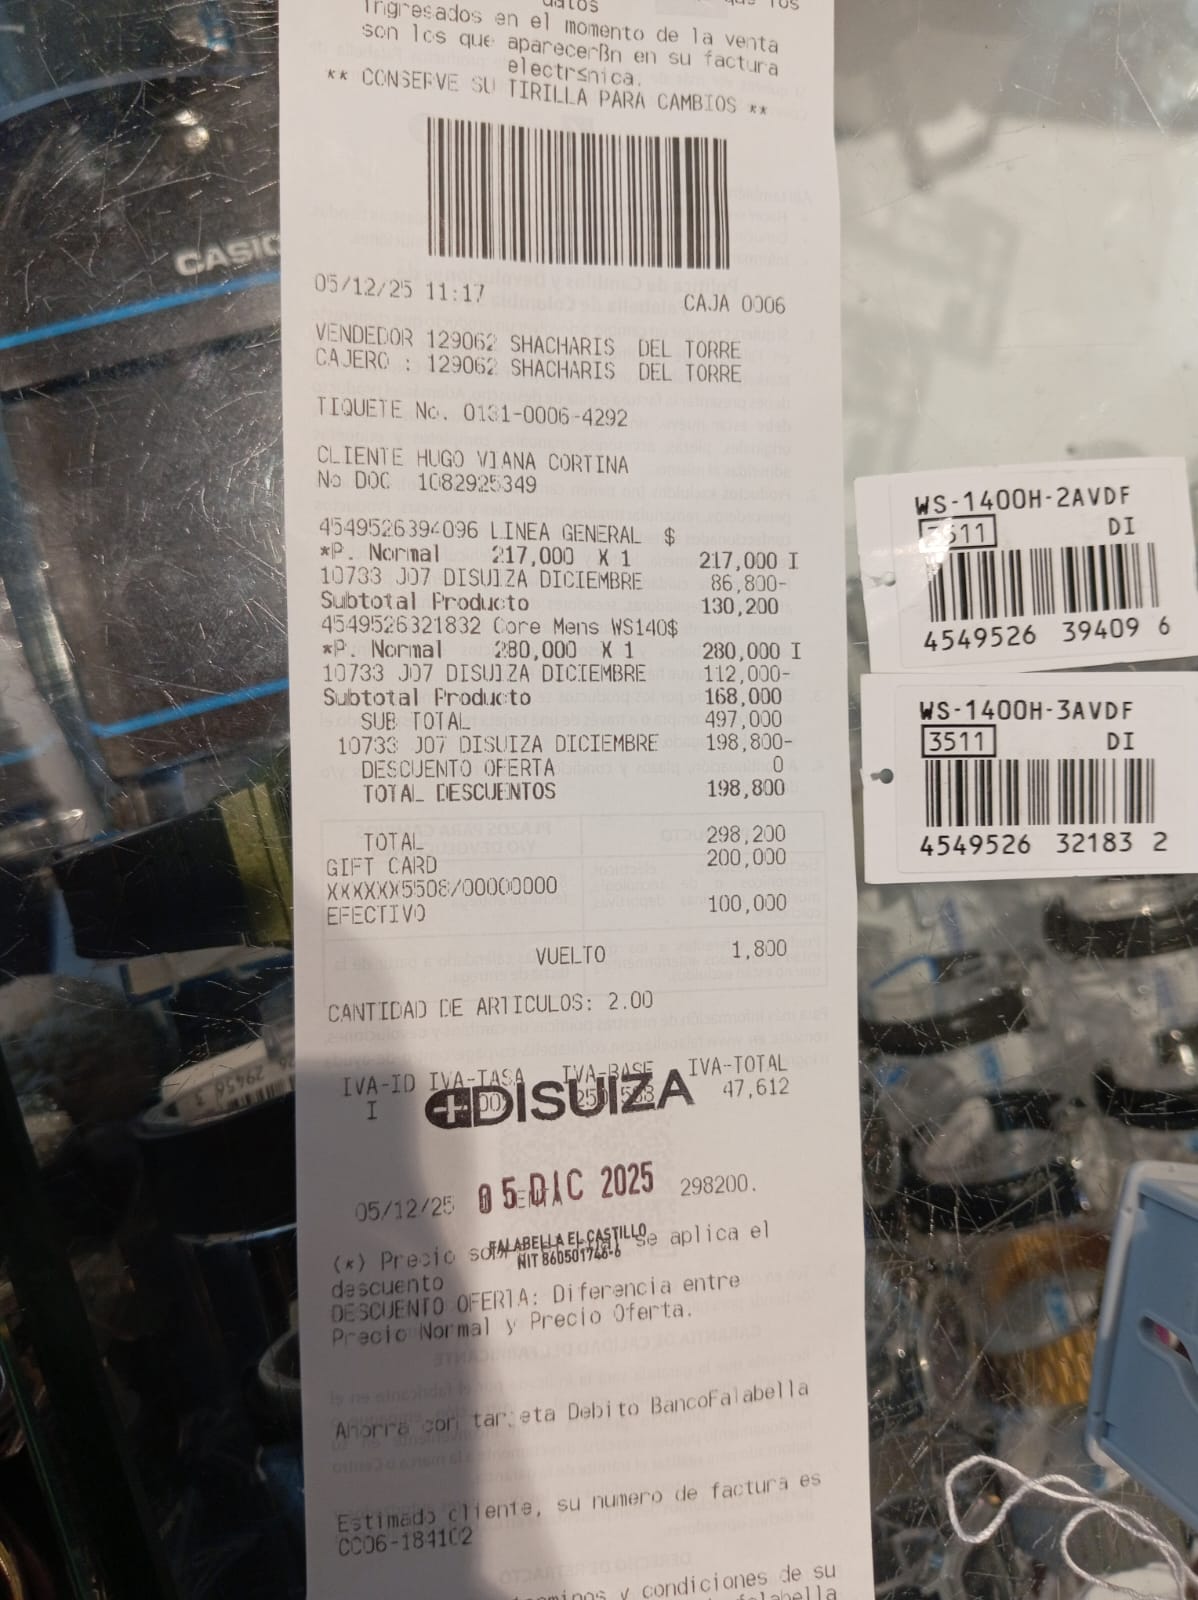 datos
Ingresados en el momento de la venta
son los que aparecerßn en su factura
electrsnica.
** CONSERVE SU TIRILLA PARA CAMBIOS **
CASIO
05/12/25 11:17 CAJA 0006
VENDEDOR 129062 SHACHARIS DEL TORRE
CAJERO : 129062 SHACHARIS DEL TORRE
TIQUETE No. 0131-0006-4292
CLIENTE HUGO VIANA CORTINA
No DOC 1082925349
4549526394096 LINEA GENERAL $
*P. Normal 217,000 X 1 217,000 I
10733 J07 DISUIZA DICIEMBRE 86,800-
Subtotal Producto 130,200
4549526321832 Core Mens WS140$
*P. Normal 280,000 X 1 280,000 I
10733 J07 DISUIZA DICIEMBRE 112,000-
Subtotal Producto 168,000
SUB TOTAL 497,000
10733 J07 DISUIZA DICIEMBRE 198,800-
DESCUENTO OFERTA 0
TOTAL DESCUENTOS 198,800
TOTAL 298,200
GIFT CARD 200,000
XXXXXX5508/00000000
EFECTIVO 100,000
VUELTO 1,800
CANTIDAD DE ARTICULOS: 2.00
IVA-ID IVA-TASA IVA-BASE IVA-TOTAL
I 47,612
DISUIZA
05/12/25 298200.
05 DIC 2025
FALABELLA EL CASTILLO
NIT 860501746-6
(*) Precio se aplica el
descuento
DESCUENTO OFERTA: Diferencia entre
Precio Normal y Precio Oferta.
Ahorra con tarjeta Debito BancoFalabella
Estimado cliente, su numero de factura es
CC06-184102
y condiciones de su
WS-1400H-2AVDF
3511 DI
4549526 39409 6
WS-1400H-3AVDF
3511 DI
4549526 32183 2